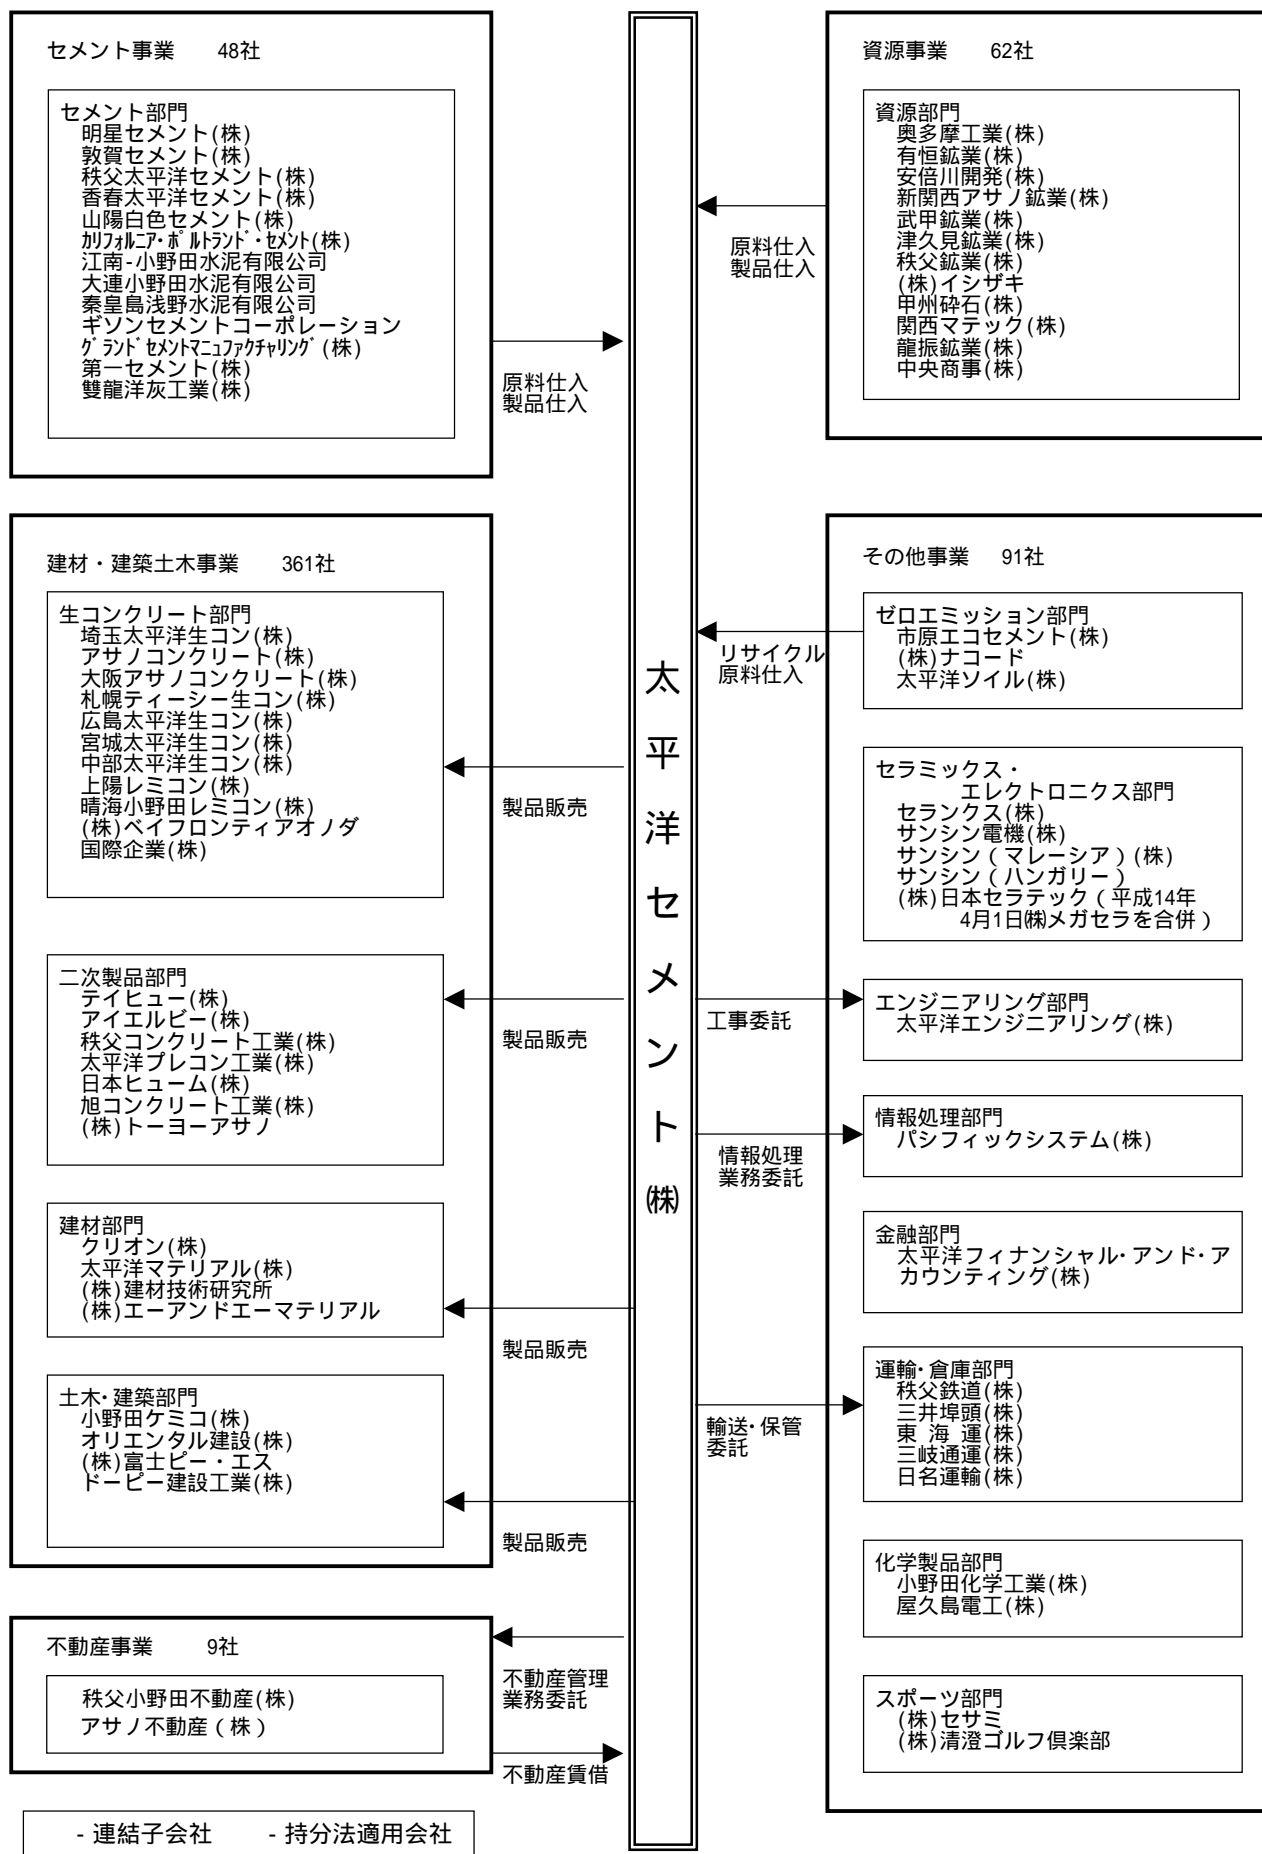 セメント事業 48社
セメント部門
明星セメント(株)
敦賀セメント(株)
秩父太平洋セメント(株)
香春太平洋セメント(株)
山陽白色セメント(株)
ｶﾘﾌｫﾙﾆｱ･ﾎﾟﾙﾄﾗﾝﾄﾞ･ｾﾒﾝﾄ(株)
江南-小野田水泥有限公司
大連小野田水泥有限公司
秦皇島浅野水泥有限公司
ギソンセメントコーポレーション
ｸﾞﾗﾝﾄﾞｾﾒﾝﾄﾏﾆｭﾌｧｸﾁｬﾘﾝｸﾞ(株)
第一セメント(株)
雙龍洋灰工業(株)
原料仕入
製品仕入
資源事業 62社
資源部門
奥多摩工業(株)
有恒鉱業(株)
安倍川開発(株)
新関西アサノ鉱業(株)
武甲鉱業(株)
津久見鉱業(株)
秩父鉱業(株)
(株)イシザキ
甲州砕石(株)
関西マテック(株)
龍振鉱業(株)
中央商事(株)
原料仕入
製品仕入
太平洋セメント㈱
建材・建築土木事業 361社
生コンクリート部門
埼玉太平洋生コン(株)
アサノコンクリート(株)
大阪アサノコンクリート(株)
札幌ティーシー生コン(株)
広島太平洋生コン(株)
宮城太平洋生コン(株)
中部太平洋生コン(株)
上陽レミコン(株)
晴海小野田レミコン(株)
(株)ベイフロンティアオノダ
国際企業(株)
製品販売
二次製品部門
テイヒュー(株)
アイエルビー(株)
秩父コンクリート工業(株)
太平洋プレコン工業(株)
日本ヒューム(株)
旭コンクリート工業(株)
(株)トーヨーアサノ
製品販売
建材部門
クリオン(株)
太平洋マテリアル(株)
(株)建材技術研究所
(株)エーアンドエーマテリアル
製品販売
土木・建築部門
小野田ケミコ(株)
オリエンタル建設(株)
(株)富士ピー・エス
ドーピー建設工業(株)
製品販売
不動産事業 9社
秩父小野田不動産(株)
アサノ不動産（株）
不動産管理
業務委託
不動産賃借
その他事業 91社
ゼロエミッション部門
市原エコセメント(株)
(株)ナコード
太平洋ソイル(株)
リサイクル
原料仕入
セラミックス・
エレクトロニクス部門
セランクス(株)
サンシン電機(株)
サンシン（マレーシア）(株)
サンシン（ハンガリー）
(株)日本セラテック（平成14年
4月1日㈱メガセラを合併）
エンジニアリング部門
太平洋エンジニアリング(株)
工事委託
情報処理部門
パシフィックシステム(株)
情報処理
業務委託
金融部門
太平洋フィナンシャル･アンド･ア
カウンティング(株)
運輸･倉庫部門
秩父鉄道(株)
三井埠頭(株)
東 海 運(株)
三岐通運(株)
日名運輸(株)
輸送･保管
委託
化学製品部門
小野田化学工業(株)
屋久島電工(株)
スポーツ部門
(株)セサミ
(株)清澄ゴルフ倶楽部
- 連結子会社 - 持分法適用会社